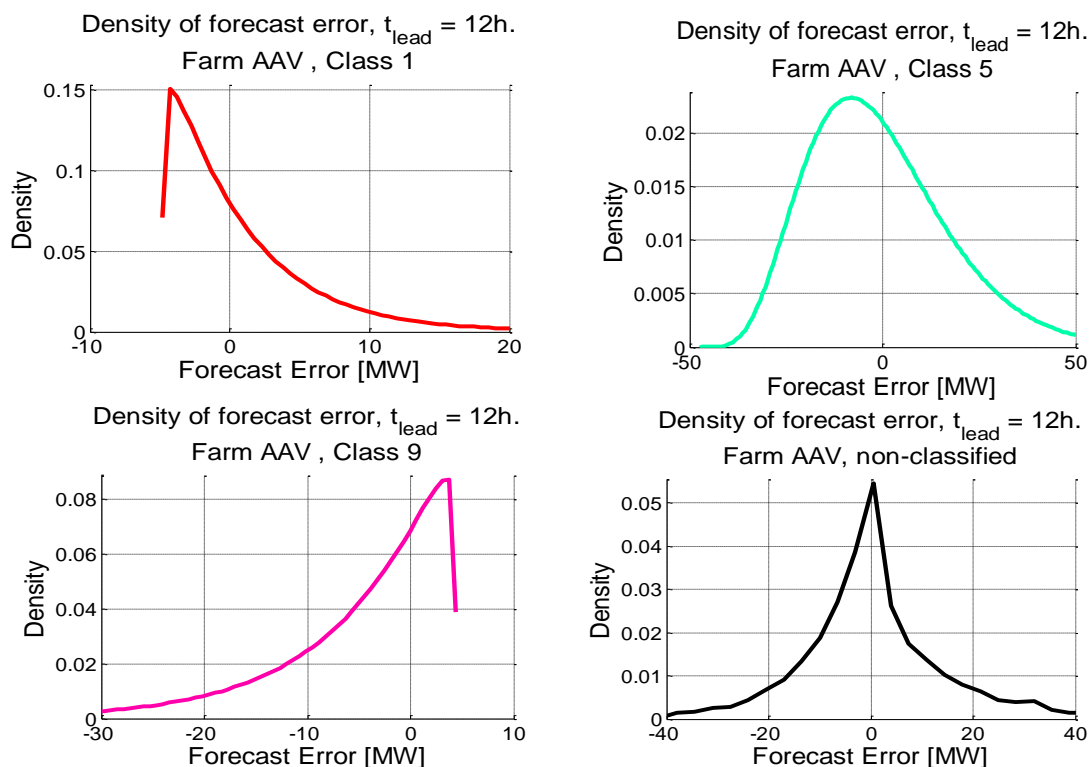 Density of forecast error, t_lead = 12h.
Farm AAV , Class 1
0.15
0.1
0.05
0
-10
0
10
20
Density
Forecast Error [MW]
Density of forecast error, t_lead = 12h.
Farm AAV , Class 5
0.02
0.015
0.01
0.005
0
-50
0
50
Density
Forecast Error [MW]
Density of forecast error, t_lead = 12h.
Farm AAV , Class 9
0.08
0.06
0.04
0.02
0
-30
-20
-10
0
10
Density
Forecast Error [MW]
Density of forecast error, t_lead = 12h.
Farm AAV, non-classified
0.05
0.04
0.03
0.02
0.01
0
-40
-20
0
20
40
Density
Forecast Error [MW]